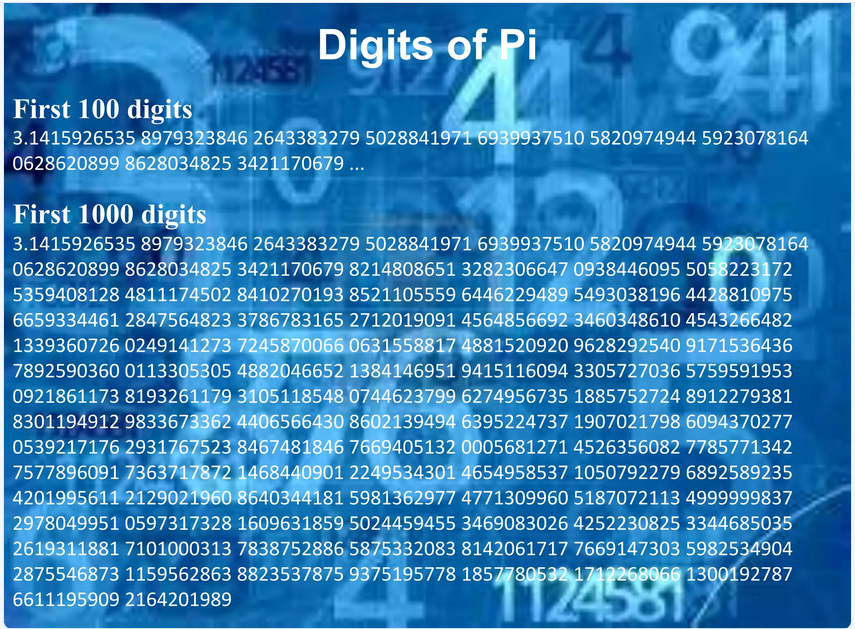 Digits of Pi
First 100 digits
3.1415926535 8979323846 2643383279 5028841971 6939937510 5820974944 5923078164
0628620899 8628034825 3421170679 ...
First 1000 digits
3.1415926535 8979323846 2643383279 5028841971 6939937510 5820974944 5923078164
0628620899 8628034825 3421170679 8214808651 3282306647 0938446095 5058223172
5359408128 4811174502 8410270193 8521105559 6446229489 5493038196 4428810975
6659334461 2847564823 3786783165 2712019091 4564856692 3460348610 4543266482
1339360726 0249141273 7245870066 0631558817 4881520920 9628292540 9171536436
7892590360 0113305305 4882046652 1384146951 9415116094 3305727036 5759591953
0921861173 8193261179 3105118548 0744623799 6274956735 1885752724 8912279381
8301194912 9833673362 4406566430 8602139494 6395224737 1907021798 6094370277
0539217176 2931767523 8467481846 7669405132 0005681271 4526356082 7785771342
7577896091 7363717872 1468440901 2249534301 4654958537 1050792279 6892589235
4201995611 2129021960 8640344181 5981362977 4771309960 5187072113 4999999837
2978049951 0597317328 1609631859 5024459455 3469083026 4252230825 3344685035
2619311881 7101000313 7838752886 5875332083 8142061717 7669147303 5982534904
2875546873 1159562863 8823537875 9375195778 1857780532 1712268066 1300192787
6611195909 2164201989
1124581
9127
4
941
1124581